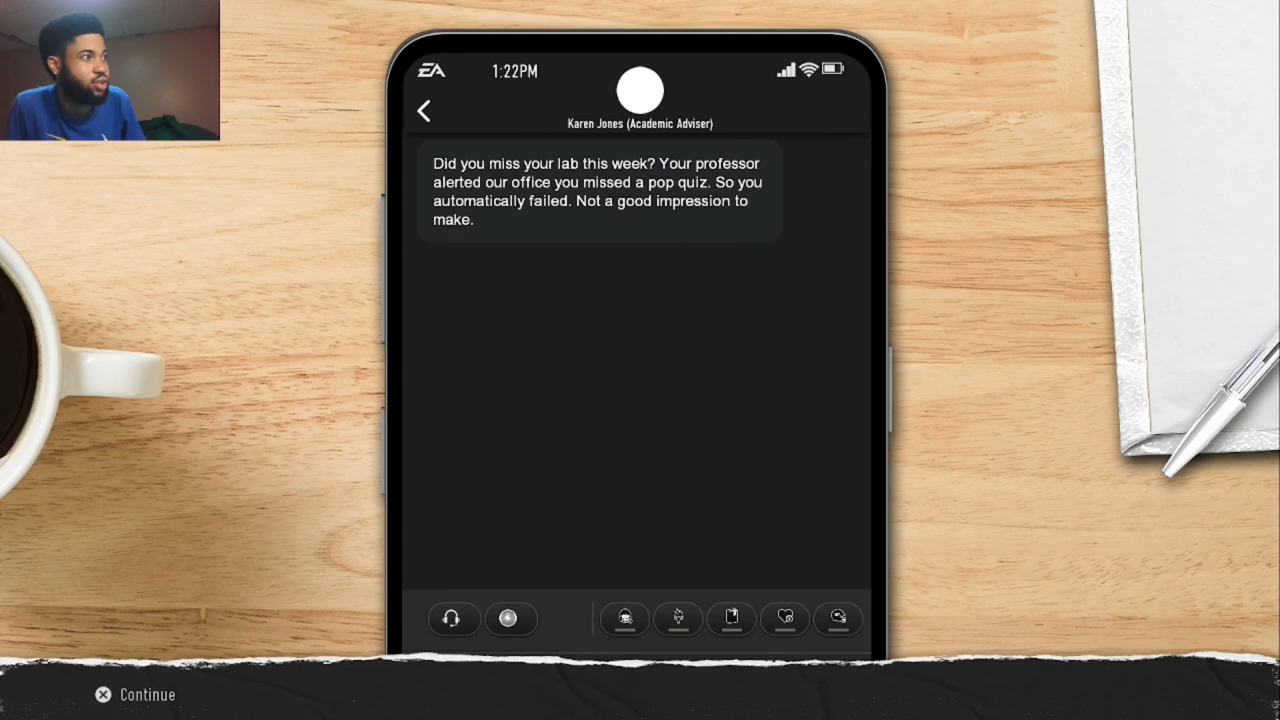 EA
1:22PM
Karen Jones (Academic Adviser)
Did you miss your lab this week? Your professor
alerted our office you missed a pop quiz. So you
automatically failed. Not a good impression to
make.
Continue